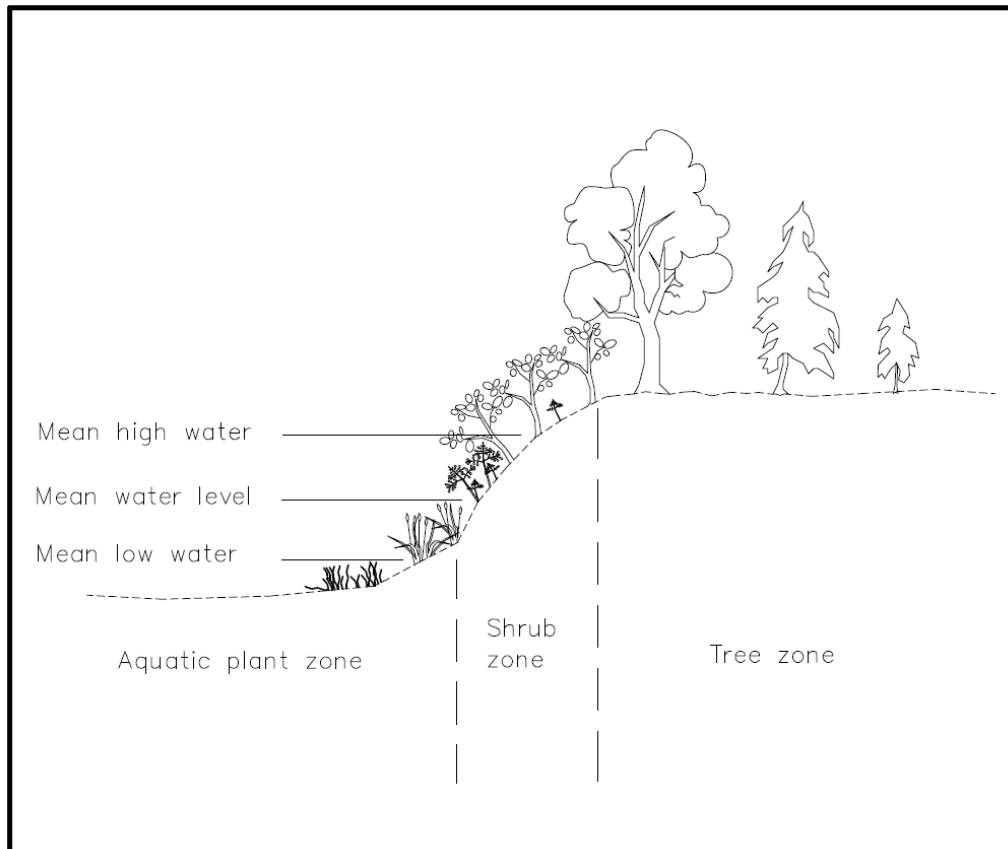 Mean high water
Mean water level
Mean low water
Aquatic plant zone
Shrub
zone
Tree zone